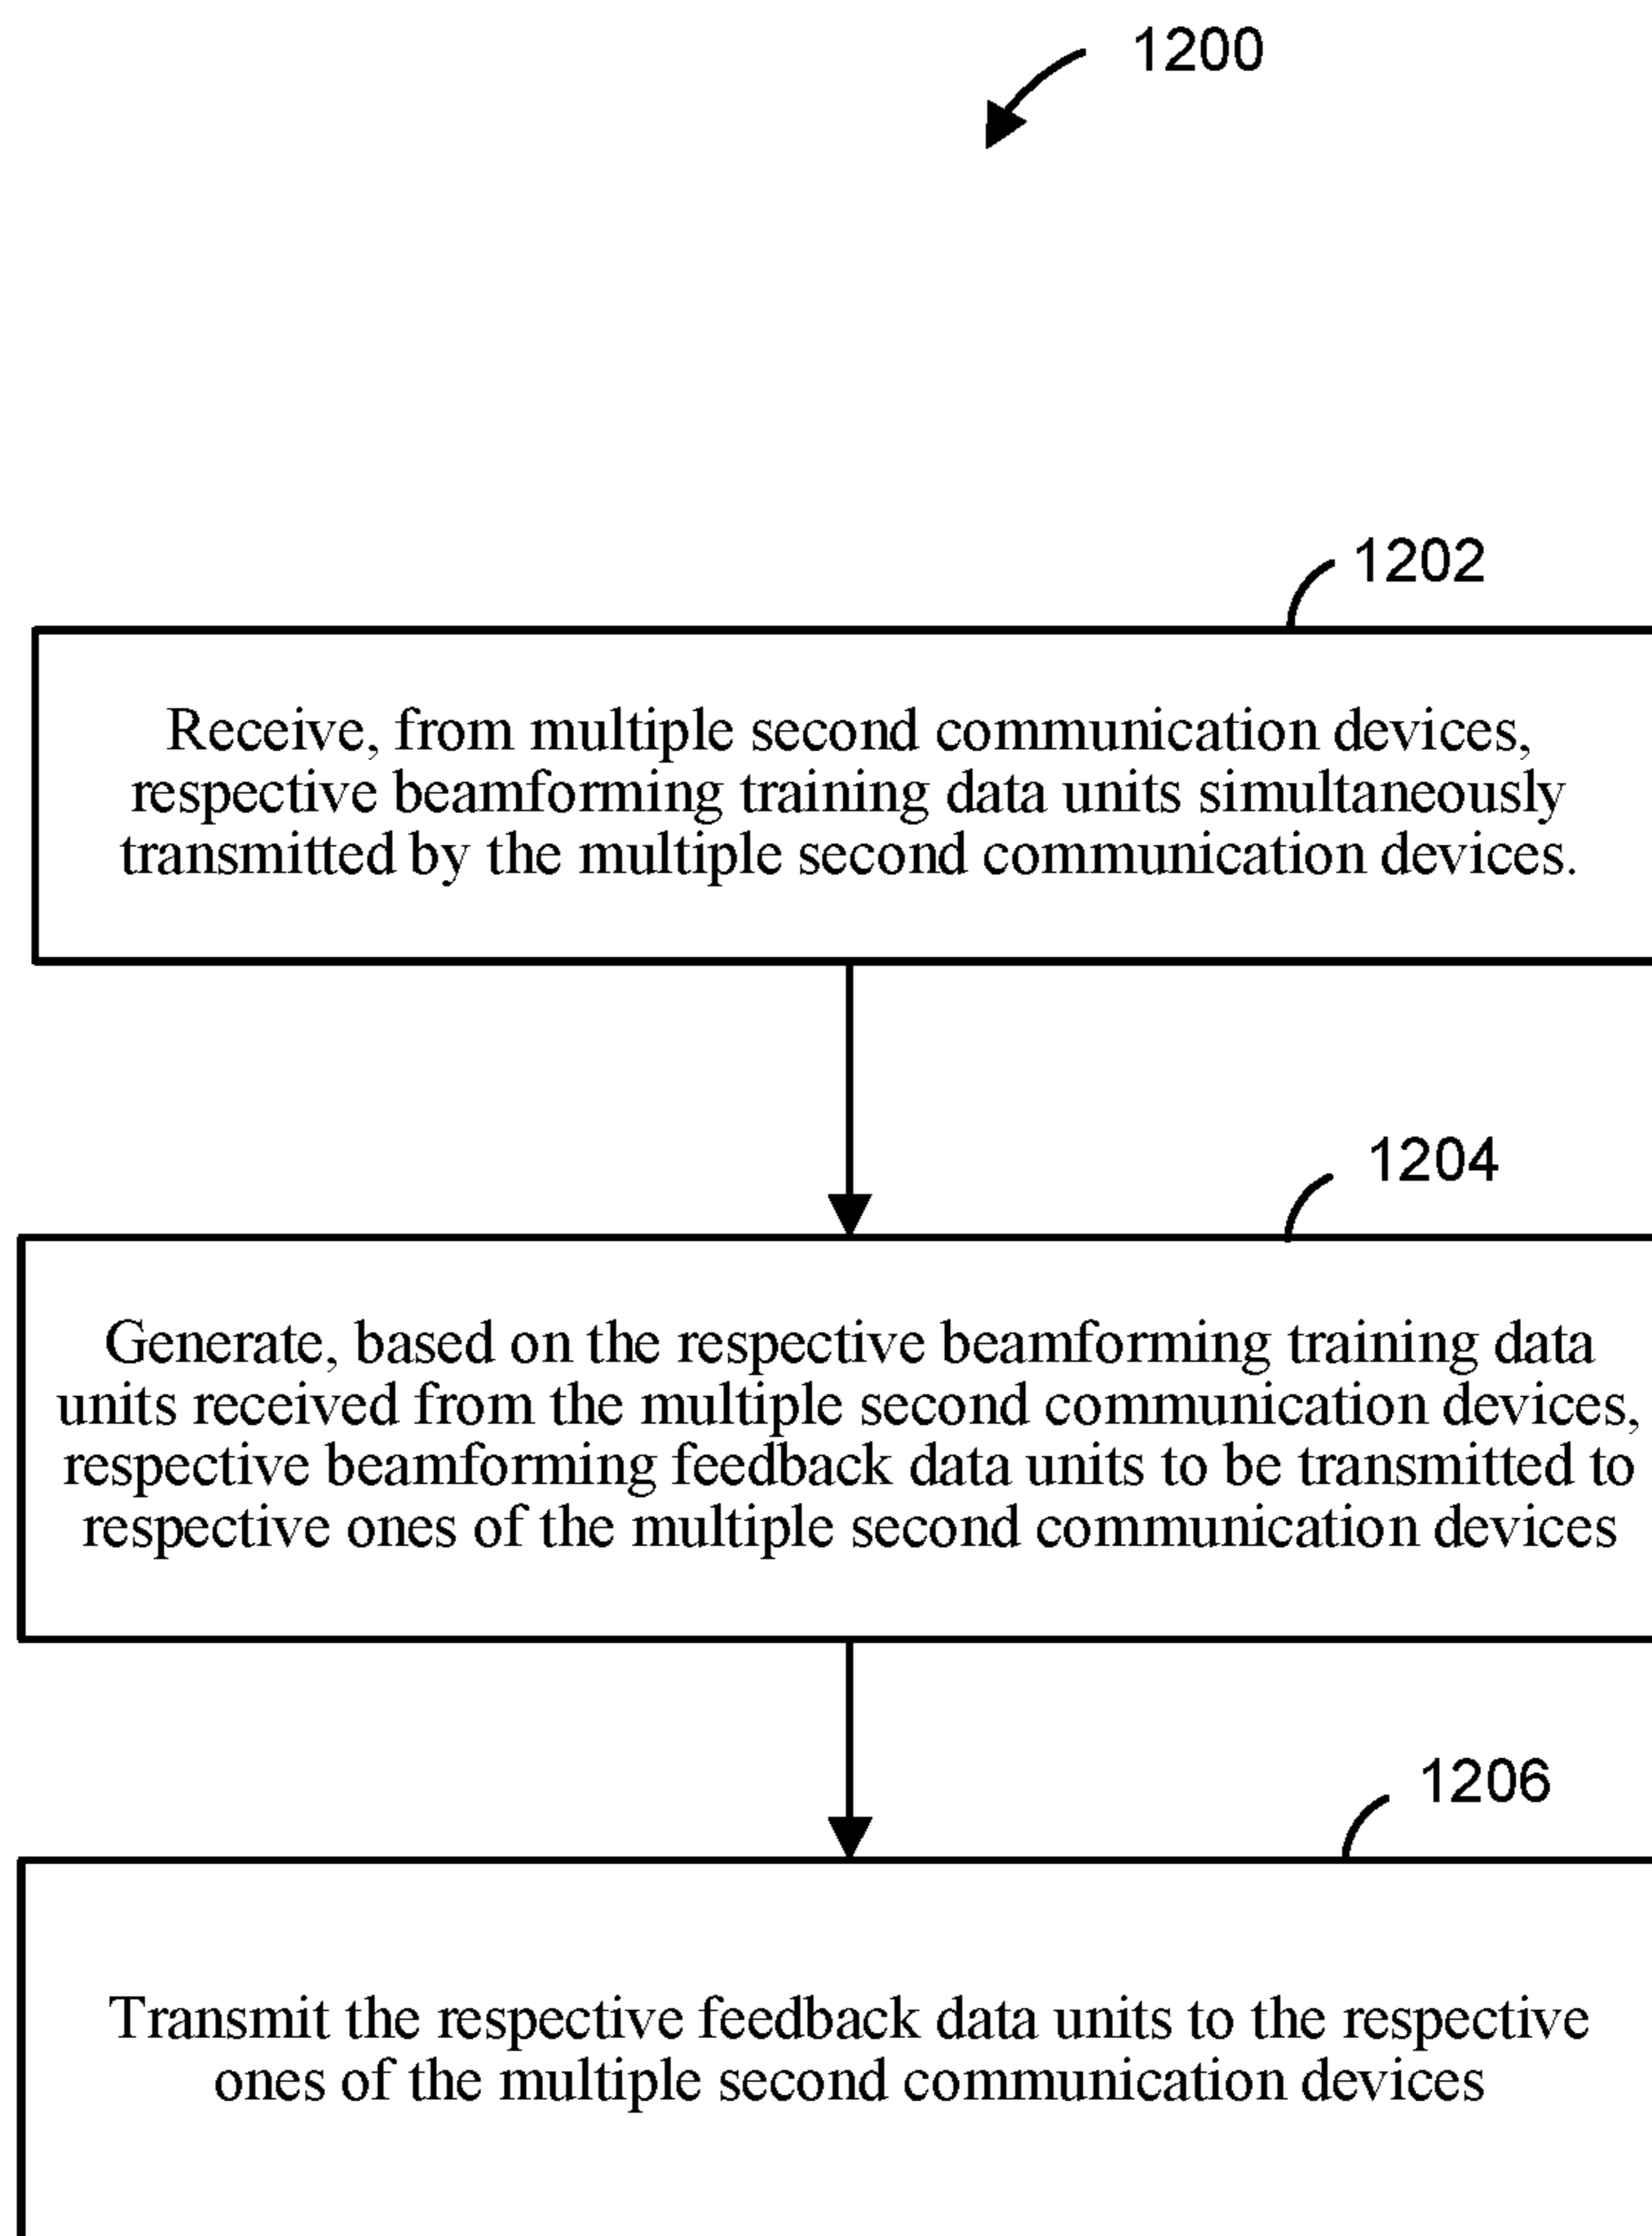 1200
1202
Receive, from multiple second communication devices,
respective beamforming training data units simultaneously
transmitted by the multiple second communication devices.
1204
Generate, based on the respective beamforming training data
units received from the multiple second communication devices,
respective beamforming feedback data units to be transmitted to
respective ones of the multiple second communication devices
1206
Transmit the respective feedback data units to the respective
ones of the multiple second communication devices